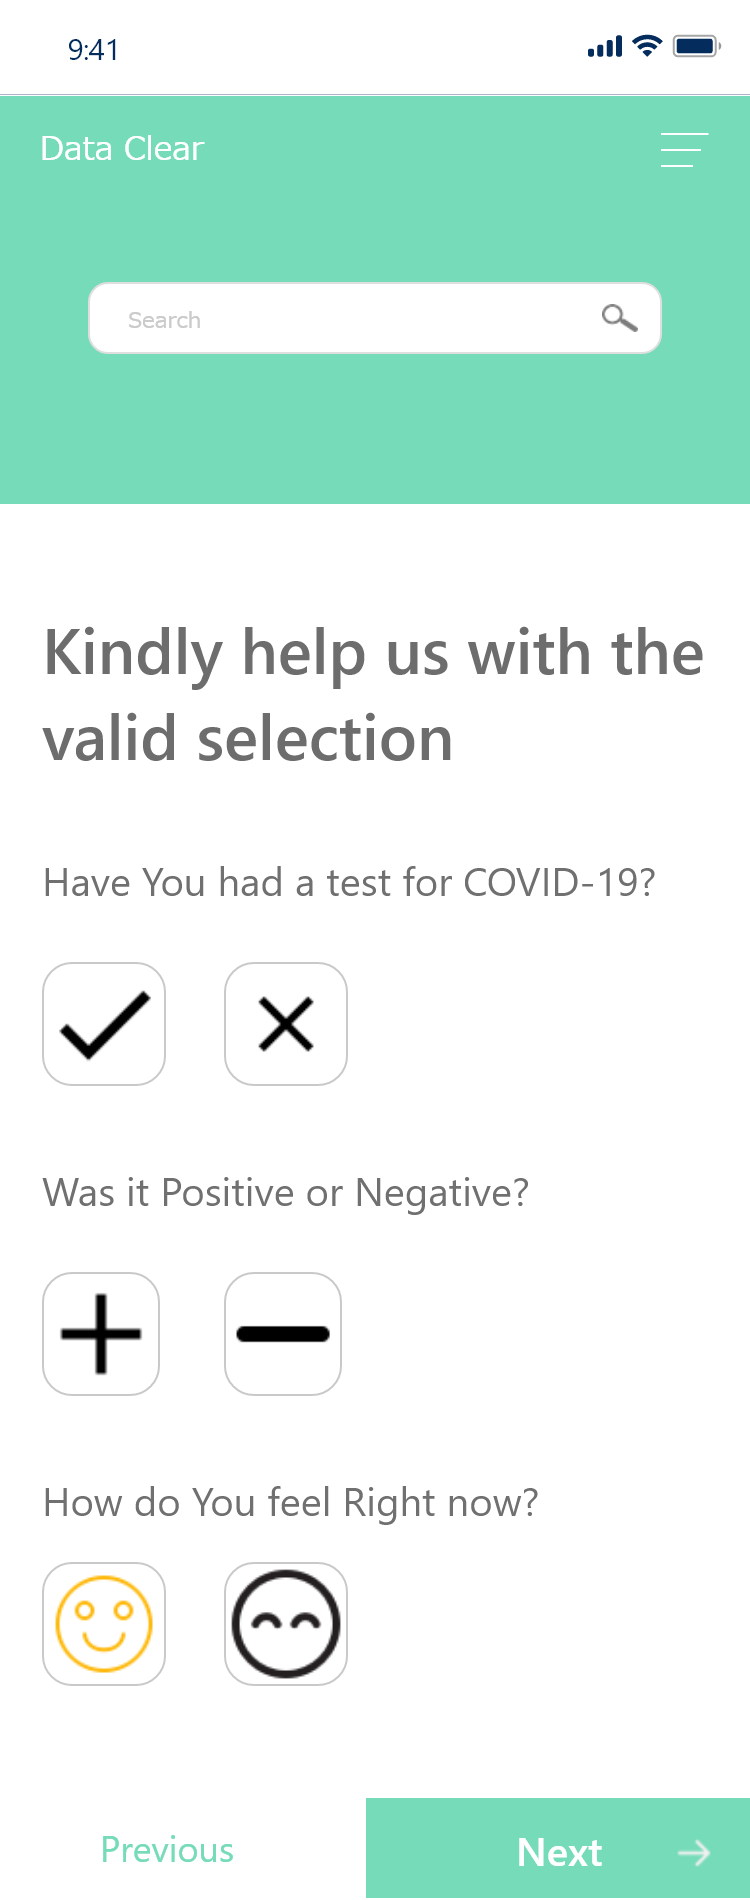 9:41
Data Clear
Search
Kindly help us with the
valid selection
Have You had a test for COVID-19?
Was it Positive or Negative?
How do You feel Right now?
Previous
Next